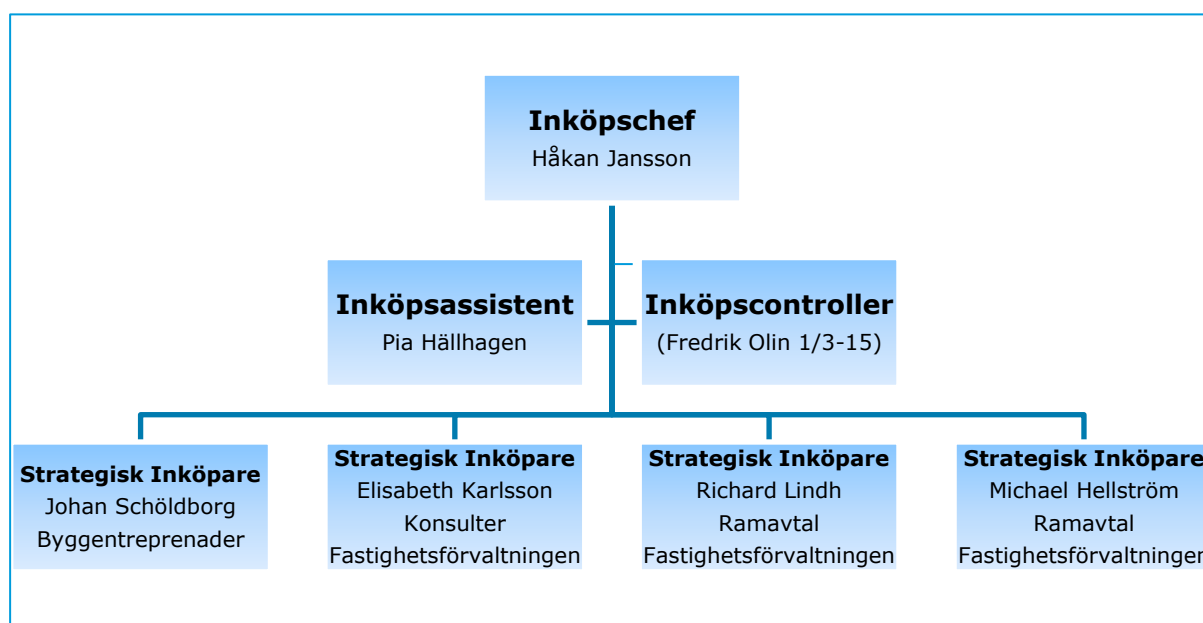 Inköpschef
Håkan Jansson
Inköpsassistent
Pia Hällhagen
Inköpscontroller
(Fredrik Olin 1/3-15)
Strategisk Inköpare
Johan Schöldborg
Byggentreprenader
Strategisk Inköpare
Elisabeth Karlsson
Konsulter
Fastighetsförvaltningen
Strategisk Inköpare
Richard Lindh
Ramavtal
Fastighetsförvaltningen
Strategisk Inköpare
Michael Hellström
Ramavtal
Fastighetsförvaltningen